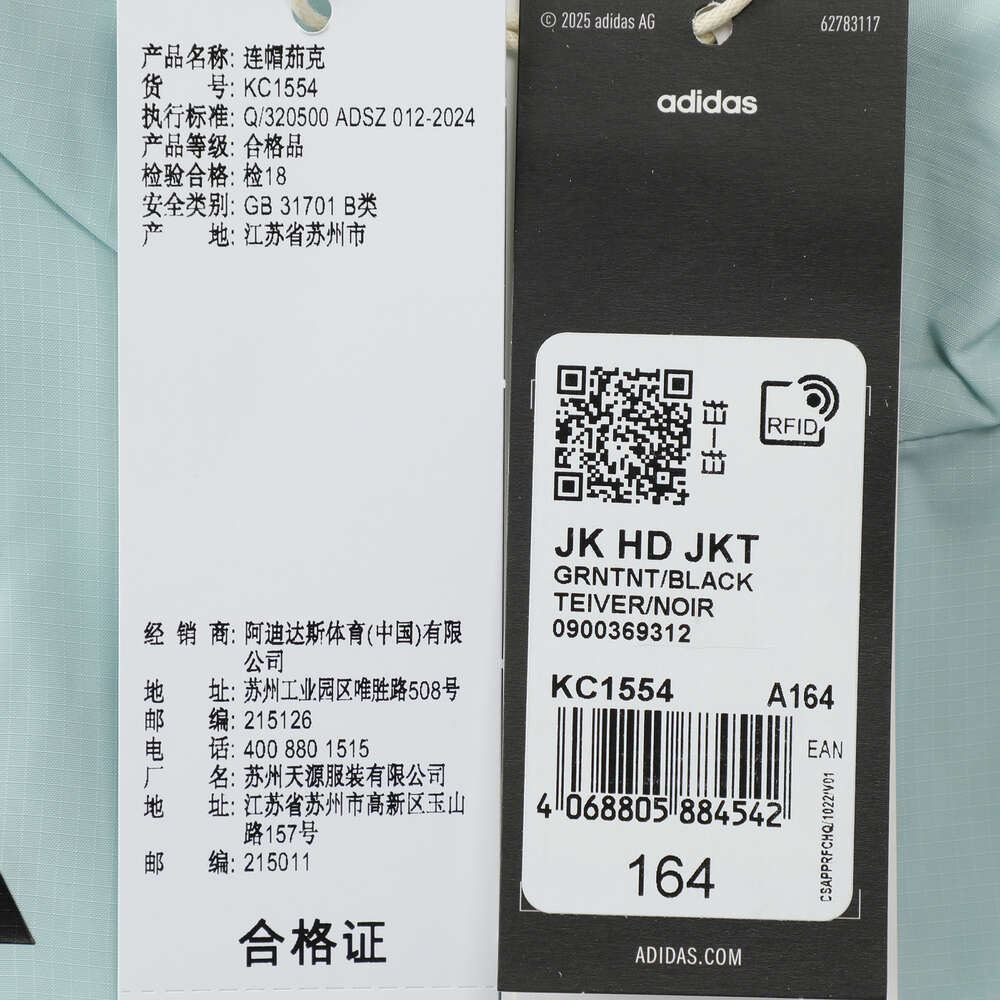 产品名称: 连帽茄克
货 号: KC1554
执行标准: Q/320500 ADSZ 012-2024
产品等级: 合格品
检验合格: 检18
安全类别: GB 31701 B类
产 地: 江苏省苏州市
经 销 商: 阿迪达斯体育(中国)有限
公司
地 址: 苏州工业园区唯胜路508号
邮 编: 215126
电 话: 400 880 1515
厂 名: 苏州天源服装有限公司
地 址: 江苏省苏州市高新区玉山
路157号
邮 编: 215011
合格证
© 2025 adidas AG
62783117
adidas
扫一扫
RFID
JK HD JKT
GRNTNT/BLACK
TEIVER/NOIR
0900369312
KC1554 A164
EAN
4 068805 884542
CSAPPRFCHQ/1022/V01
164
ADIDAS.COM